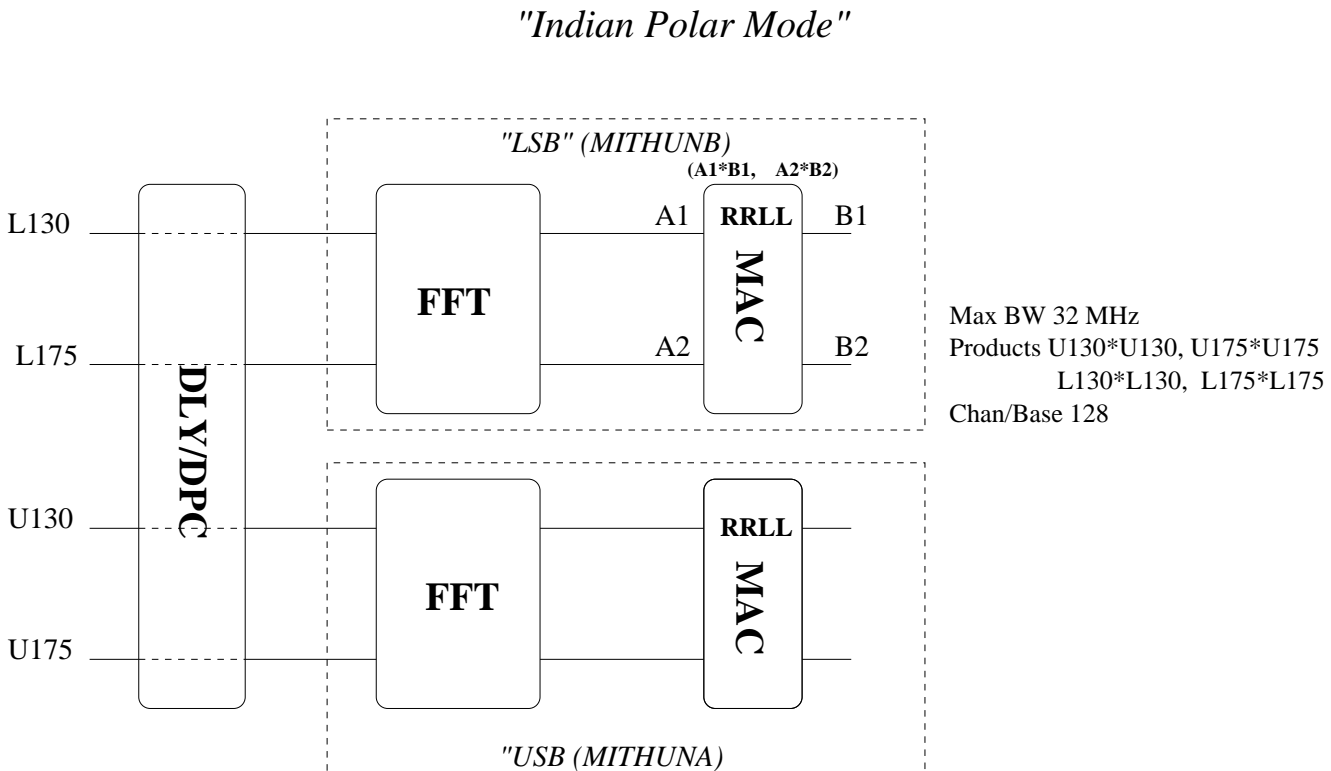 "Indian Polar Mode"
"LSB" (MITHUNB)
(A1*B1, A2*B2)
L130
A1
RRLL
B1
MAC
FFT
L175
A2
B2
Max BW 32 MHz
Products U130*U130, U175*U175
L130*L130, L175*L175
Chan/Base 128
DLY/DPC
U130
RRLL
FFT
MAC
U175
"USB (MITHUNA)